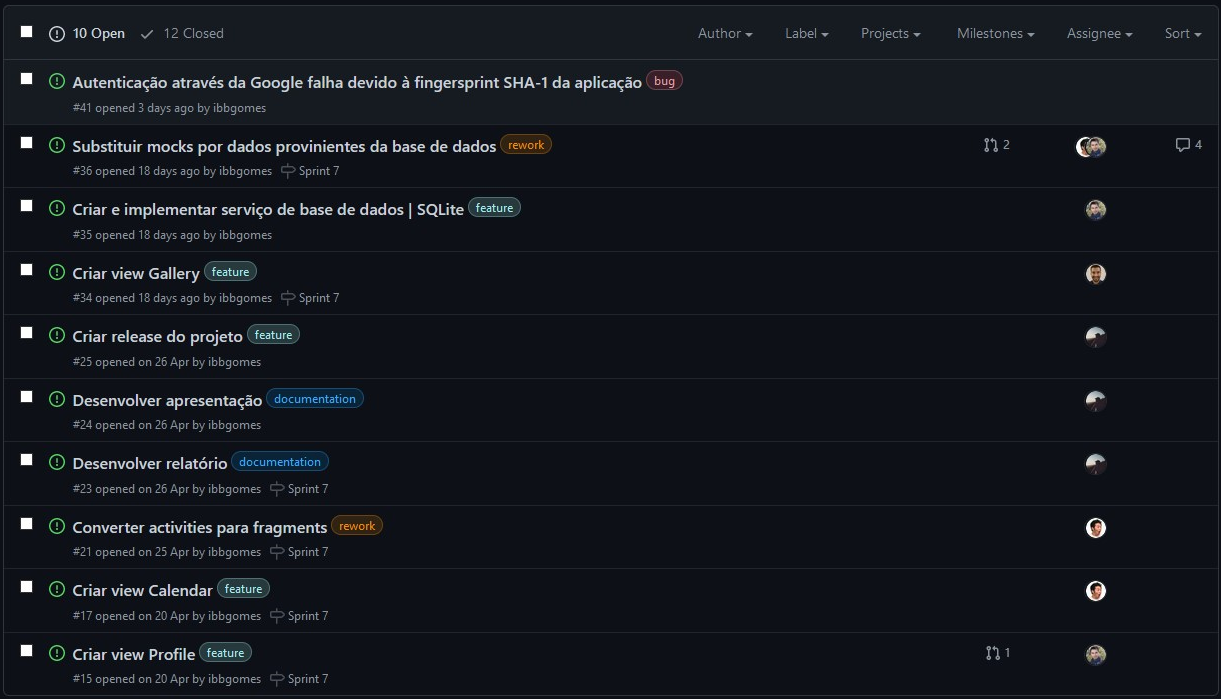 10 Open 12 Closed Author Label Projects Milestones Assignee Sort
Autenticação através da Google falha devido à fingersprint SHA-1 da aplicação bug
#41 opened 3 days ago by ibbgomes
Substituir mocks por dados provinientes da base de dados rework 2 4
#36 opened 18 days ago by ibbgomes Sprint 7
Criar e implementar serviço de base de dados | SQLite feature
#35 opened 18 days ago by ibbgomes
Criar view Gallery feature
#34 opened 18 days ago by ibbgomes Sprint 7
Criar release do projeto feature
#25 opened on 26 Apr by ibbgomes
Desenvolver apresentação documentation
#24 opened on 26 Apr by ibbgomes
Desenvolver relatório documentation
#23 opened on 26 Apr by ibbgomes Sprint 7
Converter activities para fragments rework
#21 opened on 25 Apr by ibbgomes Sprint 7
Criar view Calendar feature
#17 opened on 20 Apr by ibbgomes Sprint 7
Criar view Profile feature 1
#15 opened on 20 Apr by ibbgomes Sprint 7